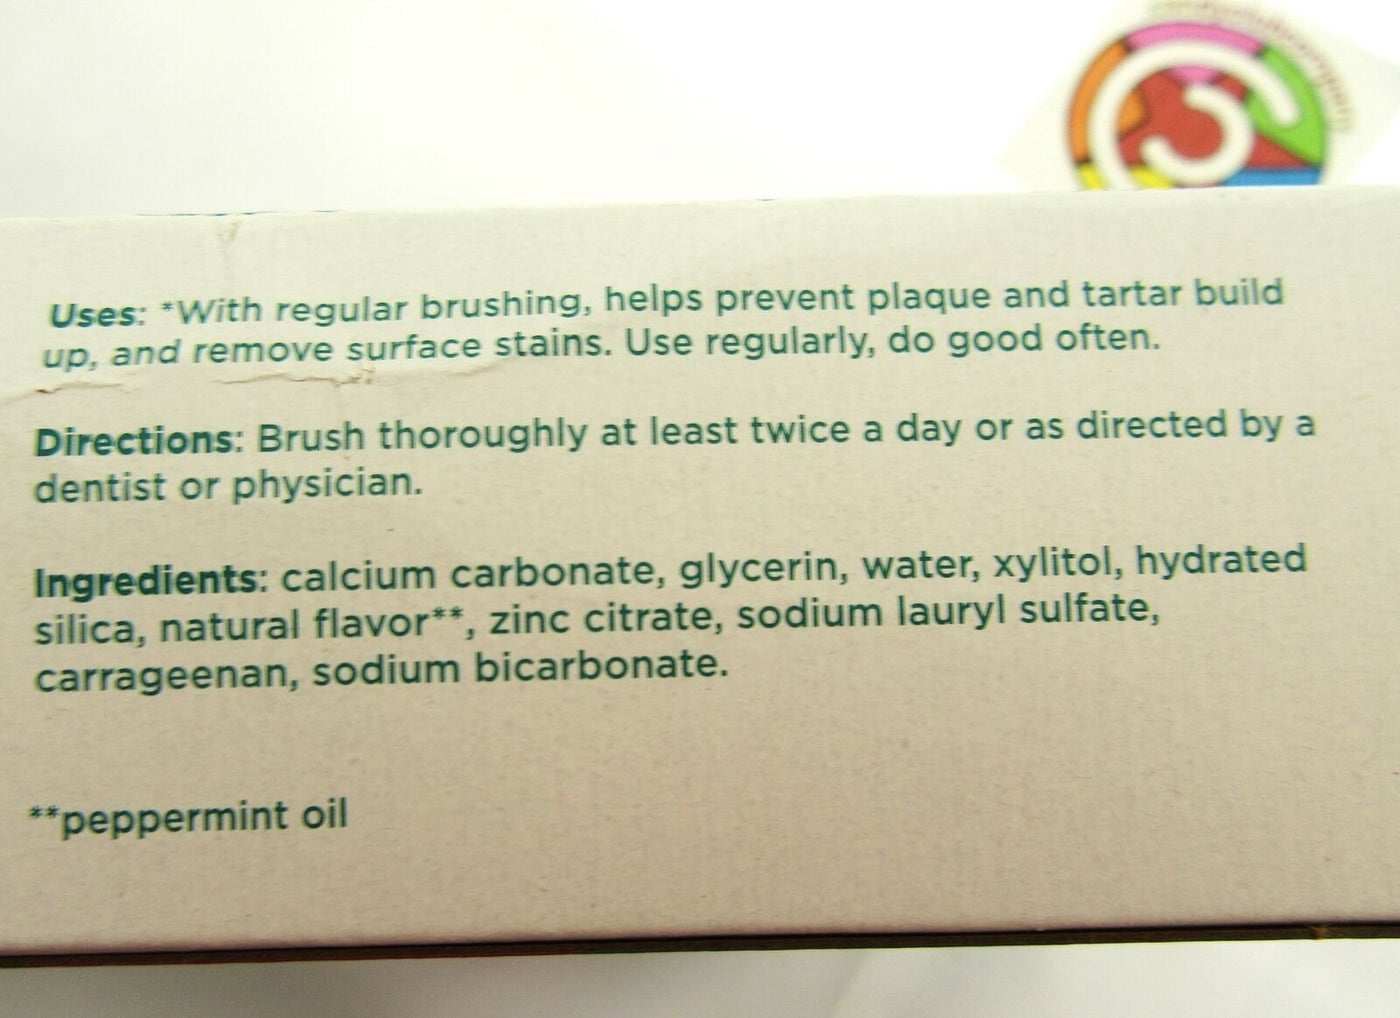 Uses: *With regular brushing, helps prevent plaque and tartar build
up, and remove surface stains. Use regularly, do good often.
Directions: Brush thoroughly at least twice a day or as directed by a
dentist or physician.
Ingredients: calcium carbonate, glycerin, water, xylitol, hydrated
silica, natural flavor**, zinc citrate, sodium lauryl sulfate,
carrageenan, sodium bicarbonate.
**peppermint oil